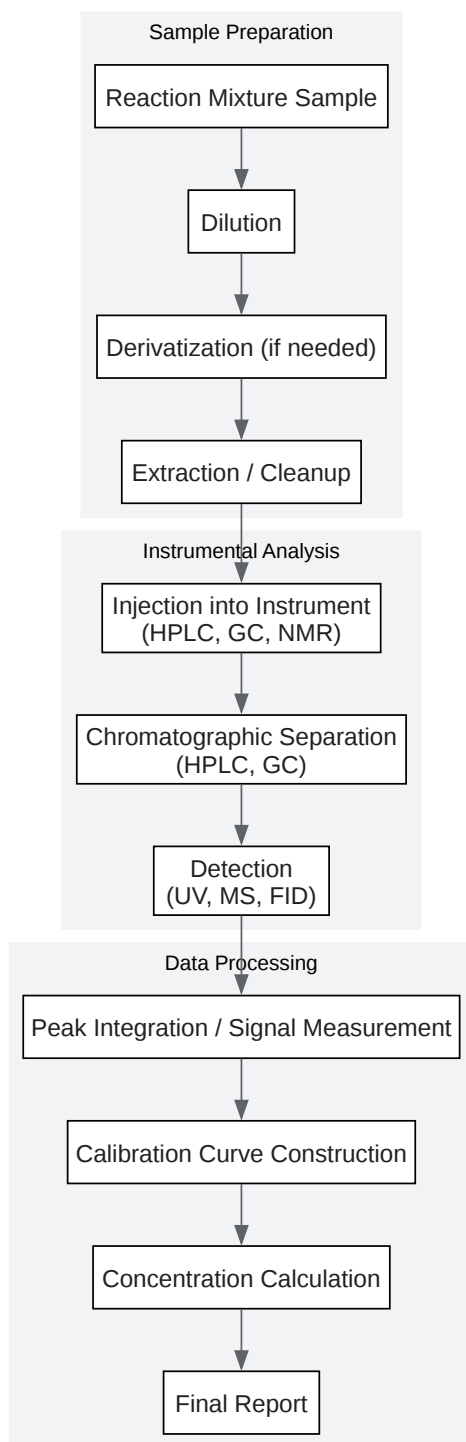 Sample Preparation
Reaction Mixture Sample
Dilution
Derivatization (if needed)
Extraction / Cleanup
Instrumental Analysis
Injection into Instrument
(HPLC, GC, NMR)
Chromatographic Separation
(HPLC, GC)
Detection
(UV, MS, FID)
Data Processing
Peak Integration / Signal Measurement
Calibration Curve Construction
Concentration Calculation
Final Report